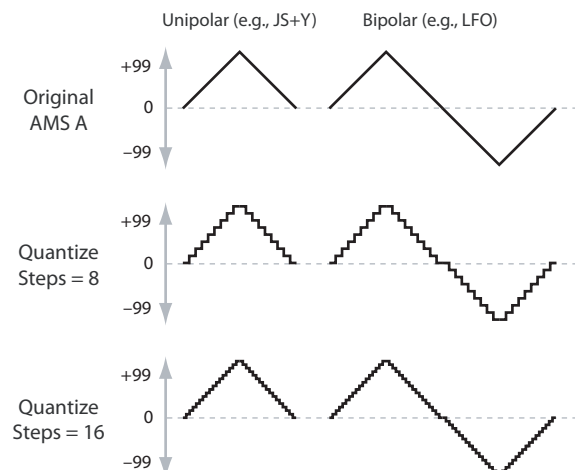 Unipolar (e.g., JS+Y) Bipolar (e.g., LFO)
+99
Original
AMS A
0
–99
+99
Quantize
Steps = 8
0
–99
+99
Quantize
Steps = 16
0
–99